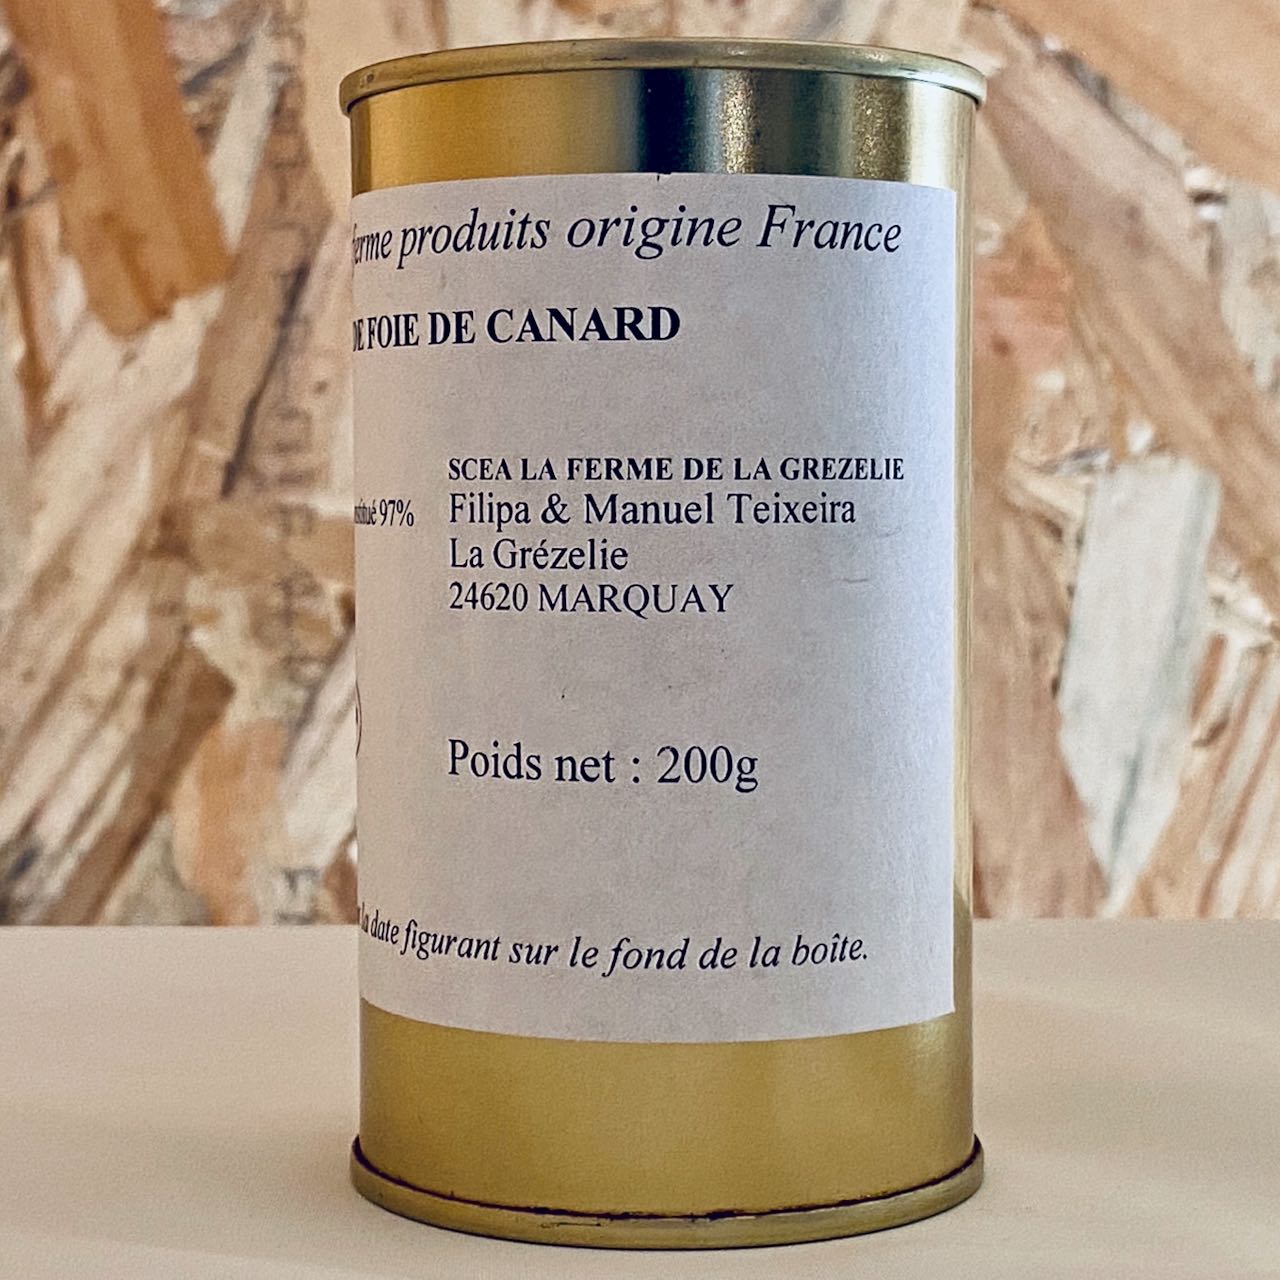 ferme produits origine France
DE FOIE DE CANARD
SCEA LA FERME DE LA GREZELIE
97% Filipa & Manuel Teixeira
La Grézelie
24620 MARQUAY
Poids net : 200g
la date figurant sur le fond de la boîte.